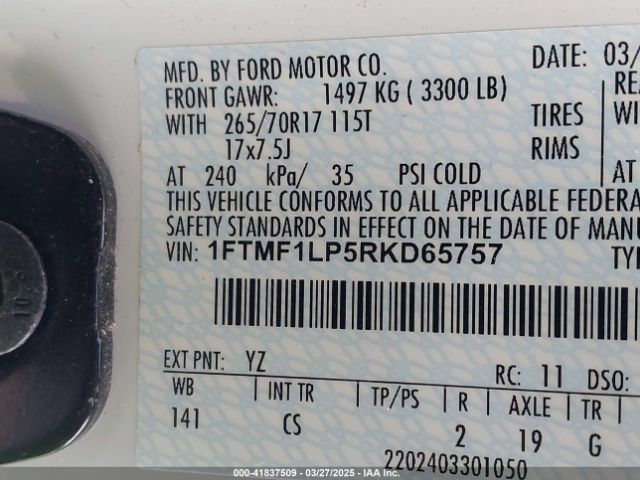 MFD. BY FORD MOTOR CO. DATE: 03/
FRONT GAWR: 1497 KG ( 3300 LB) REA
WITH 265/70R17 115T TIRES WI
17x7.5J RIMS
AT 240 kPa/ 35 PSI COLD AT
THIS VEHICLE CONFORMS TO ALL APPLICABLE FEDERA
SAFETY STANDARDS IN EFFECT ON THE DATE OF MANU
VIN: 1FTMF1LP5RKD65757 TYP
EXT PNT: YZ RC: 11 DSO:
WB INT TR TP/PS R AXLE TR
141 CS 2 19 G
2202403301050
000-41837509 — 03/27/2025 — IAA Inc.